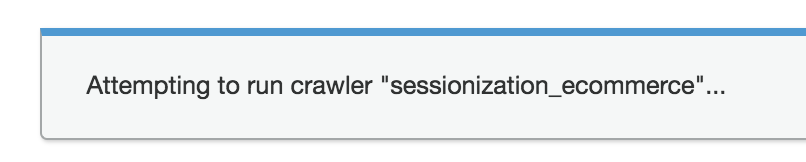 Attempting to run crawler "sessionization_ecommerce"...